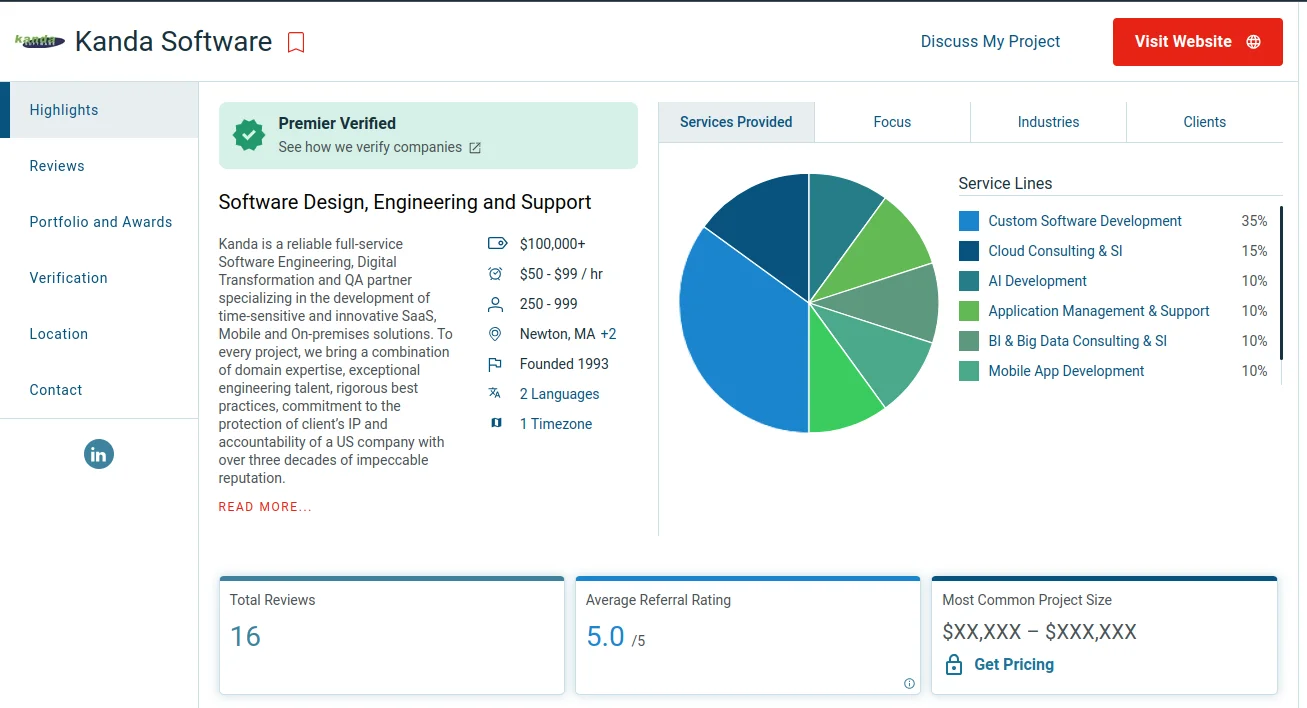 kanda
Kanda Software
Discuss My Project
Visit Website
Highlights
Reviews
Portfolio and Awards
Verification
Location
Contact
in
Premier Verified
See how we verify companies
Software Design, Engineering and Support
Kanda is a reliable full-service
Software Engineering, Digital
Transformation and QA partner
specializing in the development of
time-sensitive and innovative SaaS,
Mobile and On-premises solutions. To
every project, we bring a combination
of domain expertise, exceptional
engineering talent, rigorous best
practices, commitment to the
protection of client's IP and
accountability of a US company with
over three decades of impeccable
reputation.
READ MORE...
$100,000+
$50 - $99 / hr
250 - 999
Newton, MA +2
Founded 1993
2 Languages
1 Timezone
Services Provided
Focus
Industries
Clients
Service Lines
Custom Software Development 35%
Cloud Consulting & SI 15%
AI Development 10%
Application Management & Support 10%
BI & Big Data Consulting & SI 10%
Mobile App Development 10%
Total Reviews
16
Average Referral Rating
5.0 /5
Most Common Project Size
$XX,XXX – $XXX,XXX
Get Pricing